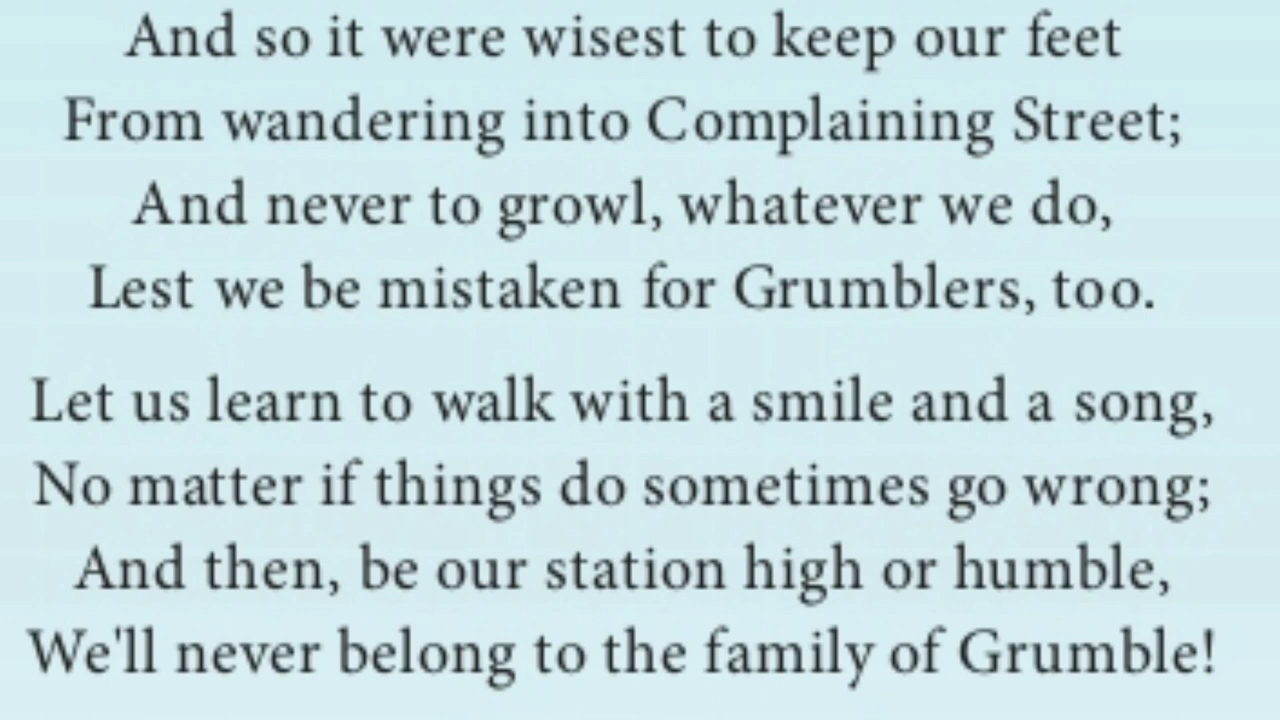 And so it were wisest to keep our feet
From wandering into Complaining Street;
And never to growl, whatever we do,
Lest we be mistaken for Grumblers, too.
Let us learn to walk with a smile and a song,
No matter if things do sometimes go wrong;
And then, be our station high or humble,
We'll never belong to the family of Grumble!